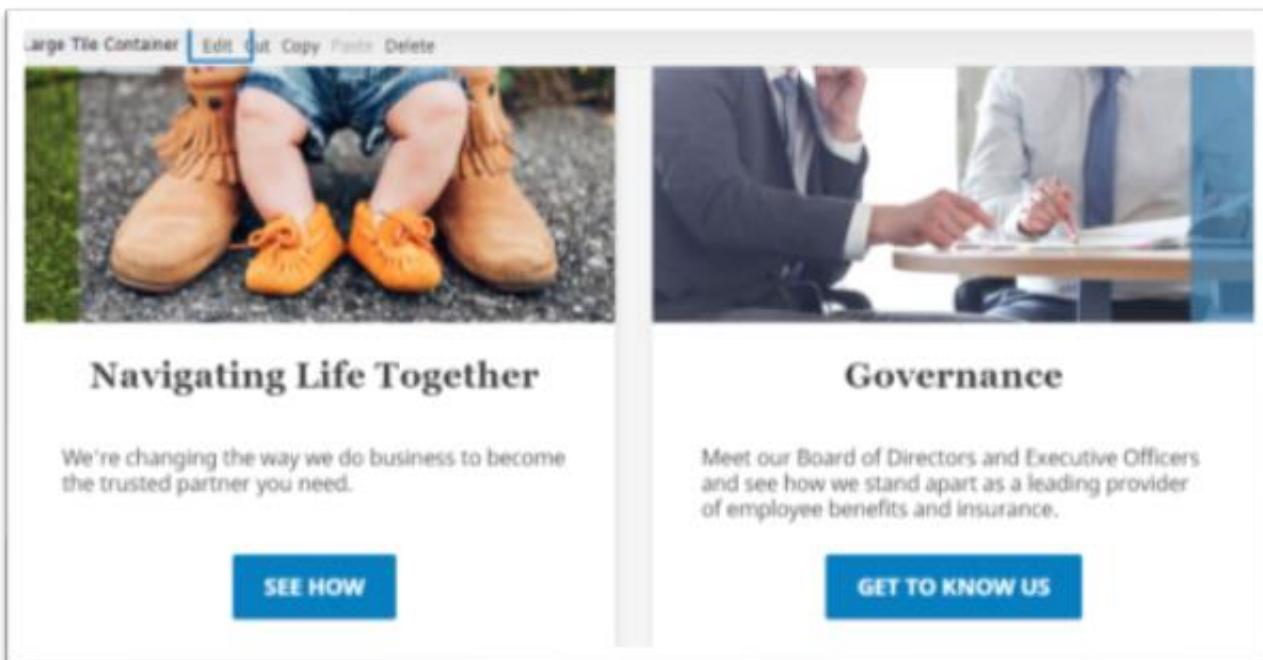 Large Tile Container Edit Cut Copy Paste Delete
Navigating Life Together
Governance
We're changing the way we do business to become
the trusted partner you need.
Meet our Board of Directors and Executive Officers
and see how we stand apart as a leading provider
of employee benefits and insurance.
SEE HOW
GET TO KNOW US